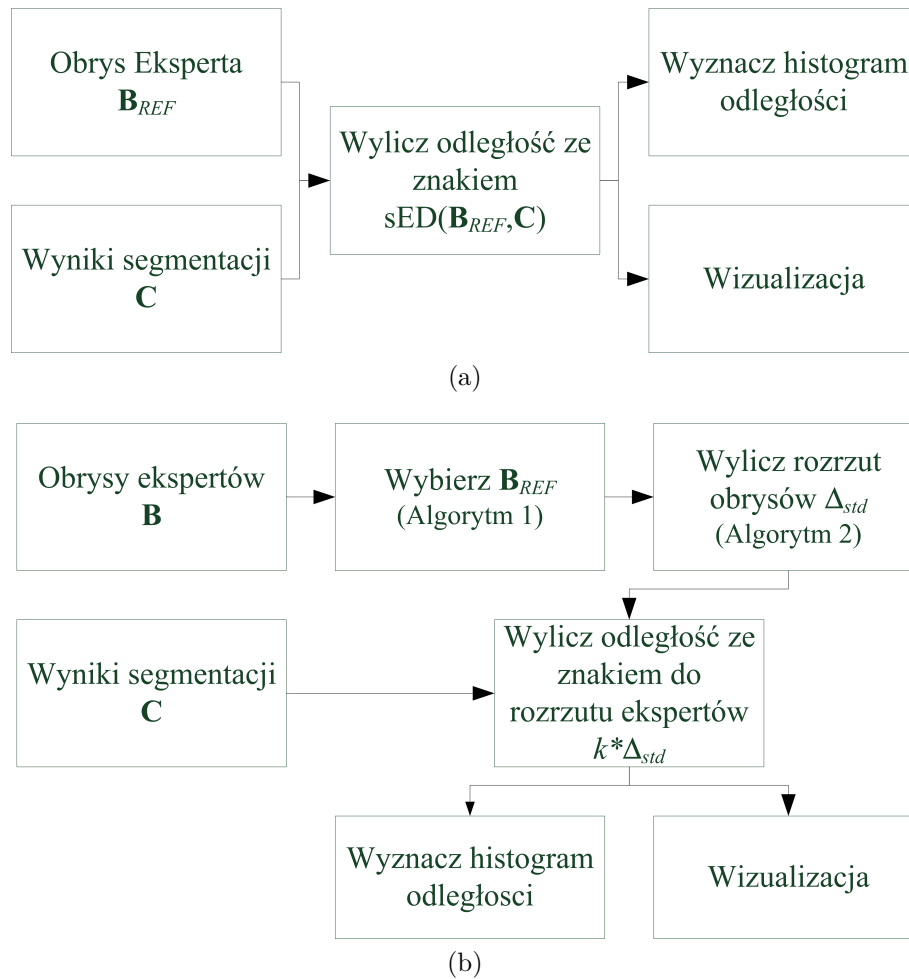 Obrys Eksperta
B_REF
Wyniki segmentacji
C
Wylicz odległość ze
znakiem
sED(B_REF,C)
Wyznacz histogram
odległości
Wizualizacja
(a)
Obrysy ekspertów
B
Wybierz B_REF
(Algorytm 1)
Wylicz rozrzut
obrysów Δ_std
(Algorytm 2)
Wyniki segmentacji
C
Wylicz odległość ze
znakiem do
rozrzutu ekspertów
k*Δ_std
Wyznacz histogram
odległosci
Wizualizacja
(b)